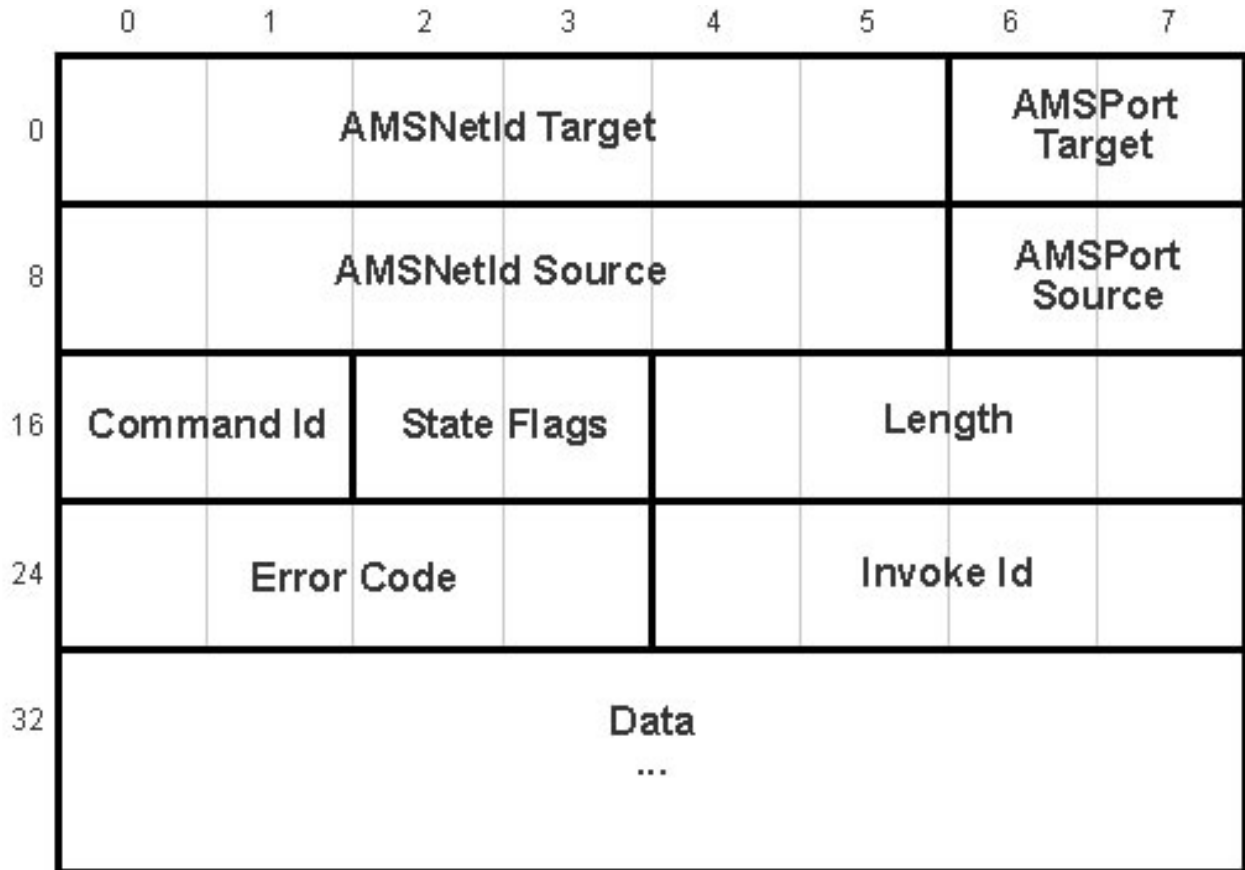 0 1 2 3 4 5 6 7
0 AMSNetId Target AMSPort
Target
8 AMSNetId Source AMSPort
Source
16 Command Id State Flags Length
24 Error Code Invoke Id
32 Data
...